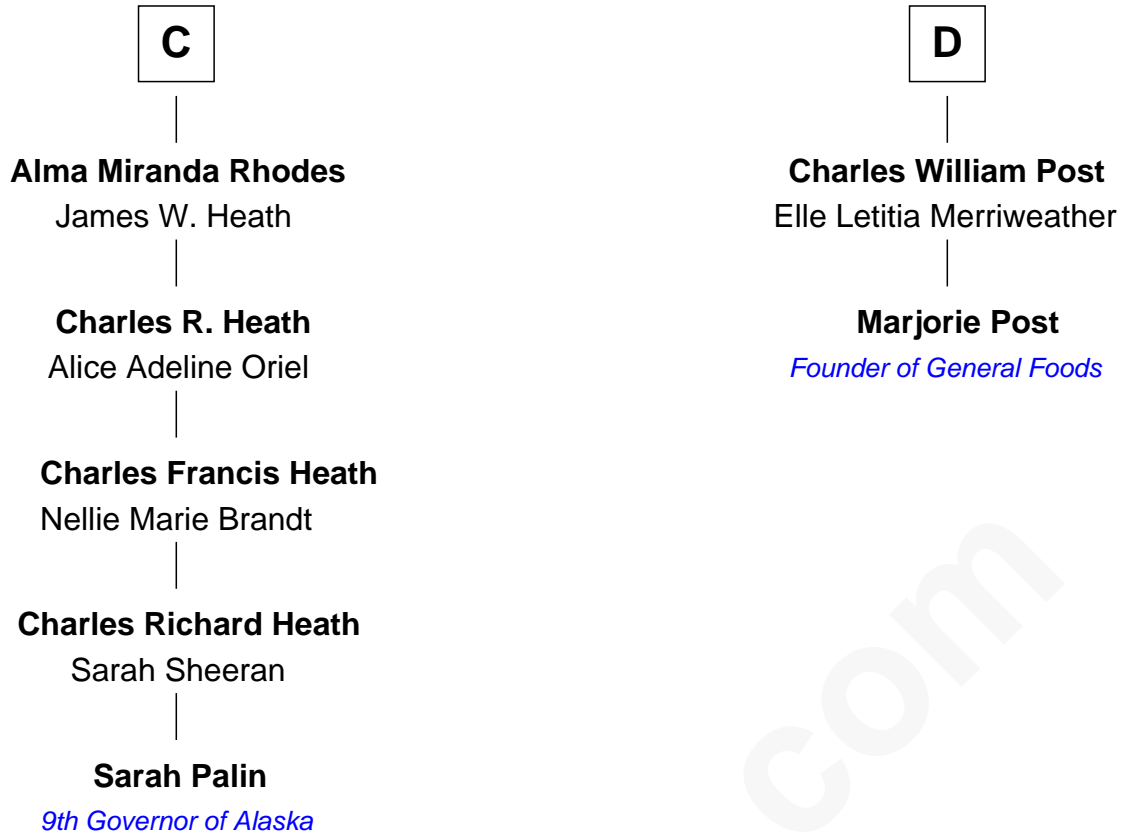 C
Alma Miranda Rhodes
James W. Heath
Charles R. Heath
Alice Adeline Oriel
Charles Francis Heath
Nellie Marie Brandt
Charles Richard Heath
Sarah Sheeran
Sarah Palin
9th Governor of Alaska
D
Charles William Post
Elle Letitia Merriweather
Marjorie Post
Founder of General Foods
com